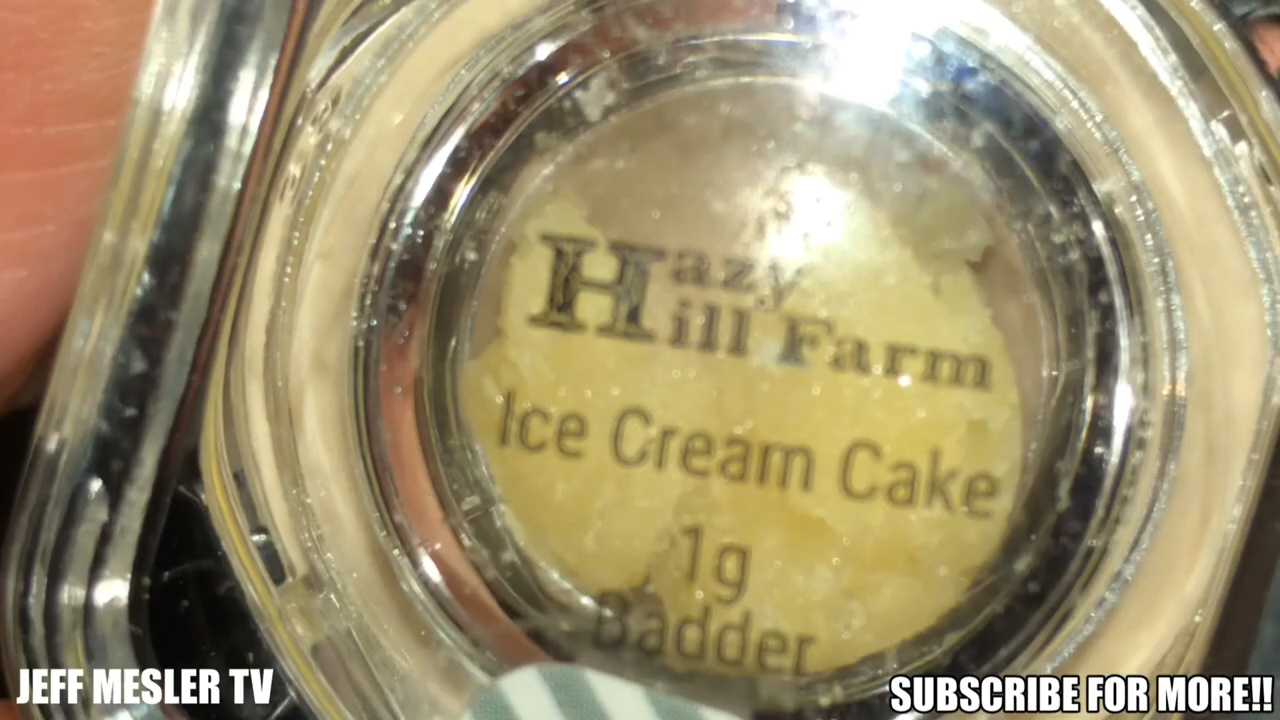 Hazy
Hill Farm
Ice Cream Cake
1g
Badder
JEFF MESLER TV
SUBSCRIBE FOR MORE!!